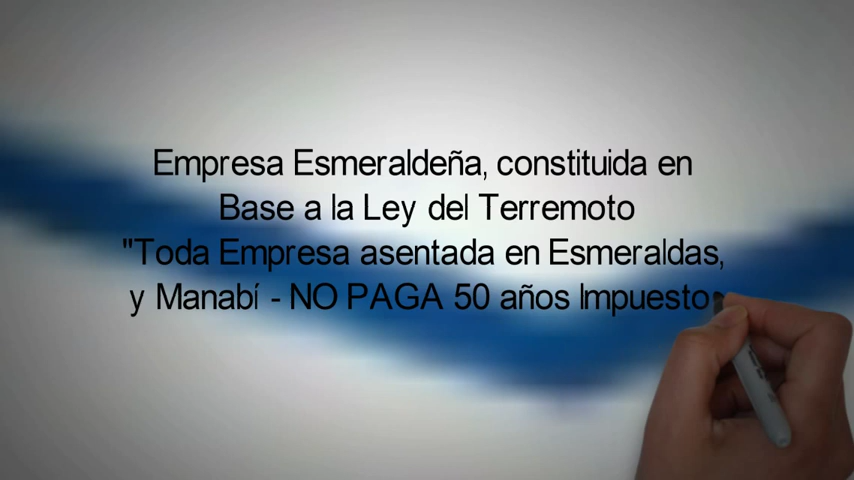 Empresa Esmeraldeña, constituida en
Base a la Ley del Terremoto
"Toda Empresa asentada en Esmeraldas,
y Manabí - NO PAGA 50 años Impuesto